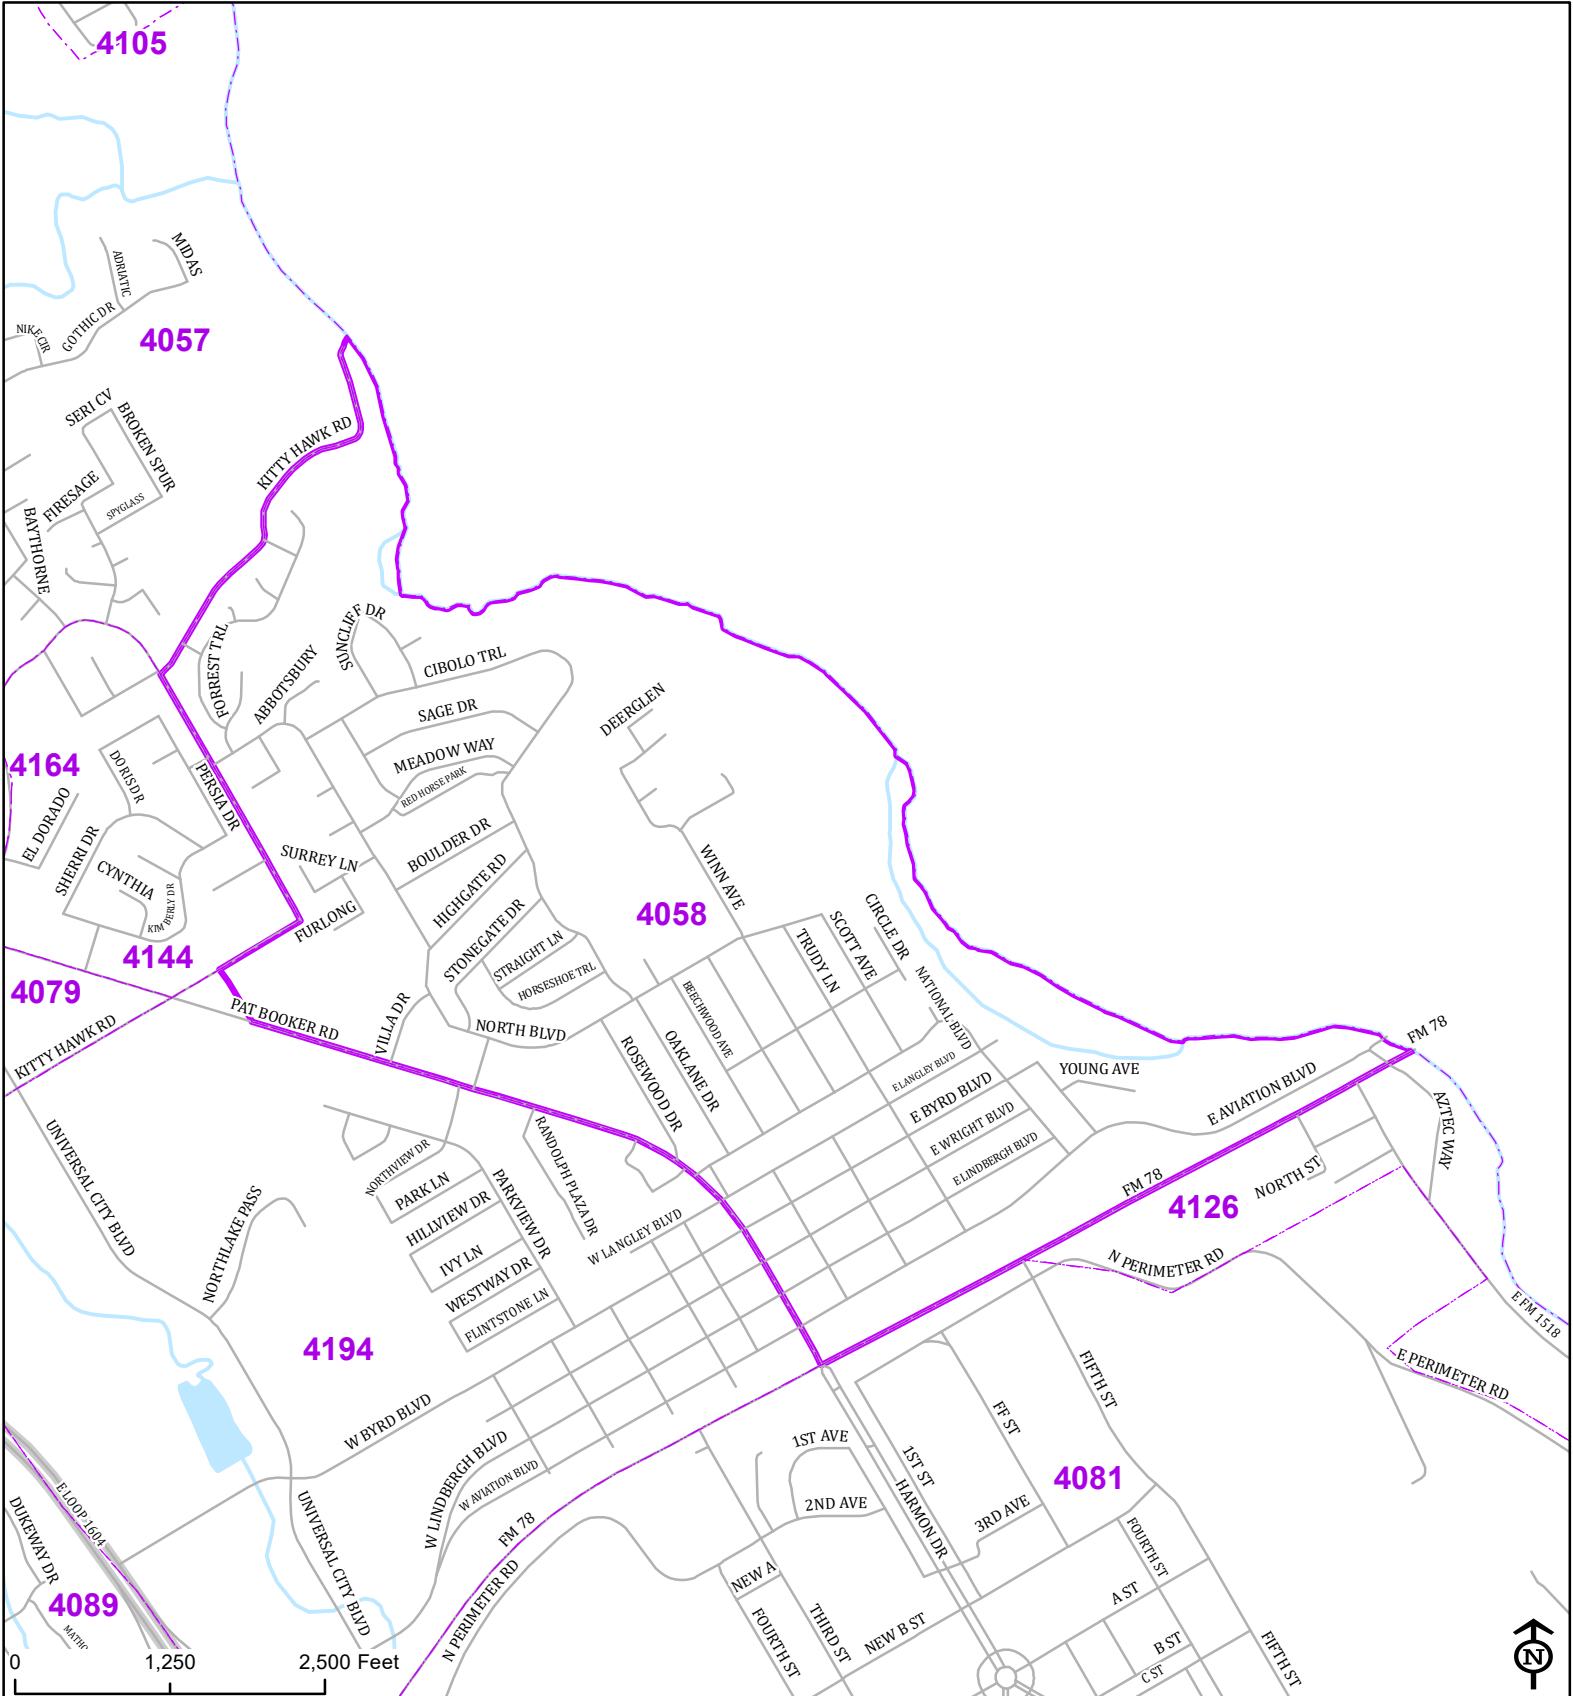 4105
MIDAS
ADRIATIC
GOTHIC DR
NIKE CIR
4057
SERI CV
BROKEN SPUR
KITTY HAWK RD
FIRESAGE
SPYGLASS
BAYTHORNE
SUNCLIFF DR
FORREST TRL
ABBOTSBURY
CIBOLO TRL
SAGE DR
DEERGLEN
MEADOW WAY
RED HORSE PARK
4164
DORIS DR
PERSIA DR
EL DORADO
SHERRI DR
CYNTHIA
KIMBERLY DR
SURREY LN
BOULDER DR
HIGHGATE RD
WINN AVE
FURLONG
4058
STONEGATE DR
STRAIGHT LN
HORSESHOE TRL
CIRCLE DR
SCOTT AVE
TRUDY LN
4144
4079
PAT BOOKER RD
VILLA DR
NORTH BLVD
BEECHWOOD AVE
NATIONAL BLVD
KITTY HAWK RD
ROSEWOOD DR
OAKLANE DR
E LANGLEY BLVD
E BYRD BLVD
YOUNG AVE
FM 78
E AVIATION BLVD
AZTEC WAY
E WRIGHT BLVD
E LINDBERGH BLVD
UNIVERSAL CITY BLVD
NORTHVIEW DR
RANDOLPH PLAZA DR
PARK LN
PARKVIEW DR
HILLVIEW DR
NORTHLAKE PASS
W LANGLEY BLVD
FM 78
NORTH ST
4126
IVY LN
WESTWAY DR
FLINTSTONE LN
N PERIMETER RD
E FM 1518
4194
E PERIMETER RD
FIFTH ST
W BYRD BLVD
W LINDBERGH BLVD
W AVIATION BLVD
1ST AVE
1ST ST
FF ST
4081
2ND AVE
HARMON DR
3RD AVE
E LOOP 1604
DUKEWAY DR
UNIVERSAL CITY BLVD
FM 78
N PERIMETER RD
FOURTH ST
NEW A
A ST
4089
FOURTH ST
THIRD ST
NEW B ST
B ST
C ST
FIFTH ST
MATHO
0 1,250 2,500 Feet
N